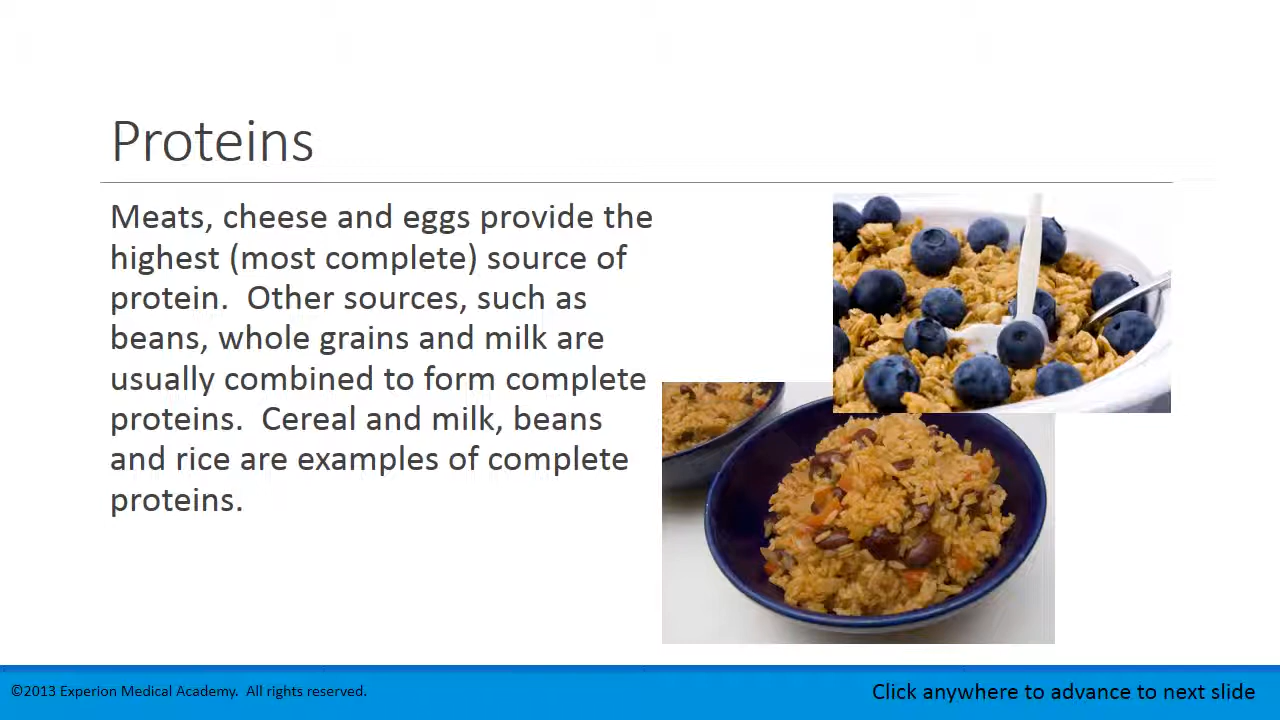 Proteins
Meats, cheese and eggs provide the
highest (most complete) source of
protein.  Other sources, such as
beans, whole grains and milk are
usually combined to form complete
proteins.  Cereal and milk, beans
and rice are examples of complete
proteins.
©2013 Experion Medical Academy.  All rights reserved.
Click anywhere to advance to next slide